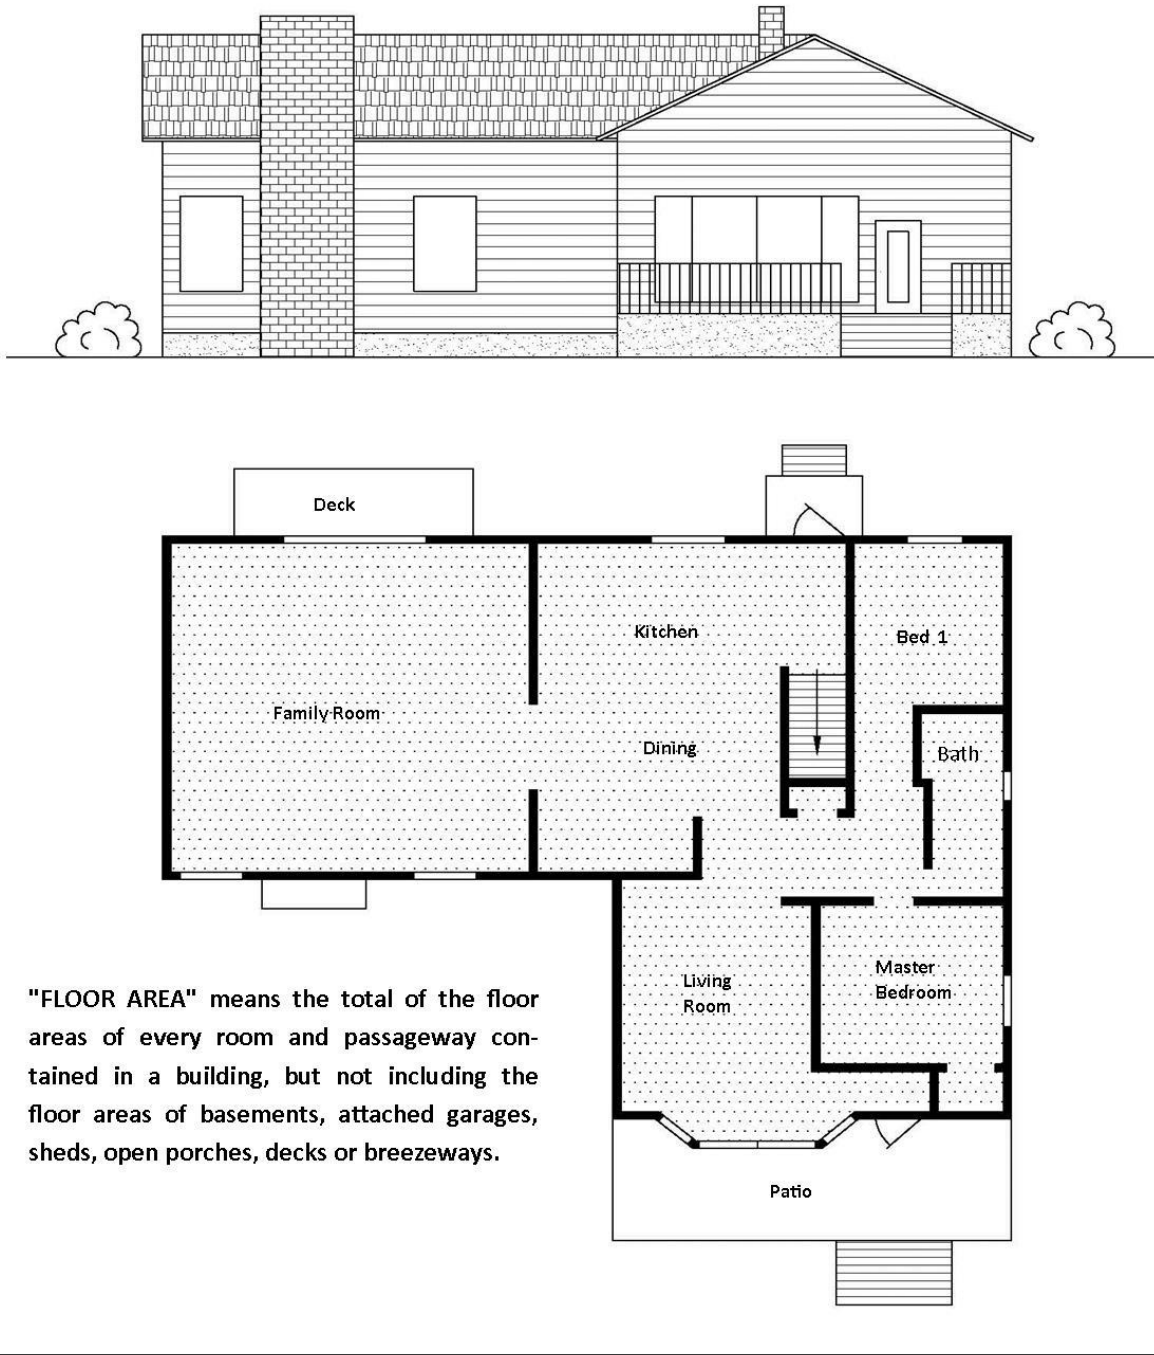 Deck
Kitchen
Bed 1
Family Room
Dining
Bath
Living
Room
Master
Bedroom
"FLOOR AREA" means the total of the floor
areas of every room and passageway con-
tained in a building, but not including the
floor areas of basements, attached garages,
sheds, open porches, decks or breezeways.
Patio